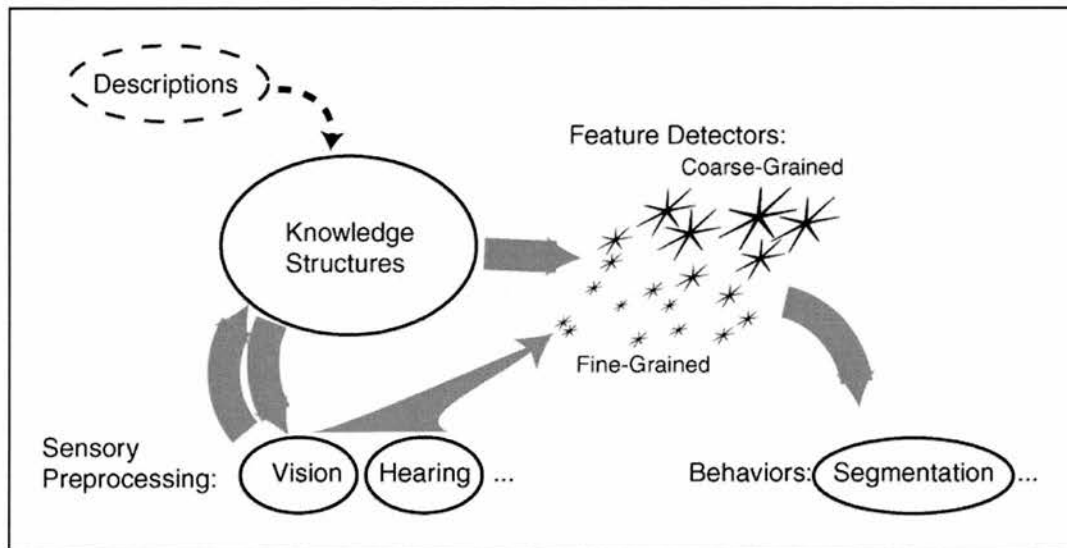 Descriptions
Feature Detectors:
Coarse-Grained
Knowledge
Structures
Fine-Grained
Sensory
Preprocessing: Vision Hearing ...
Behaviors: Segmentation ...